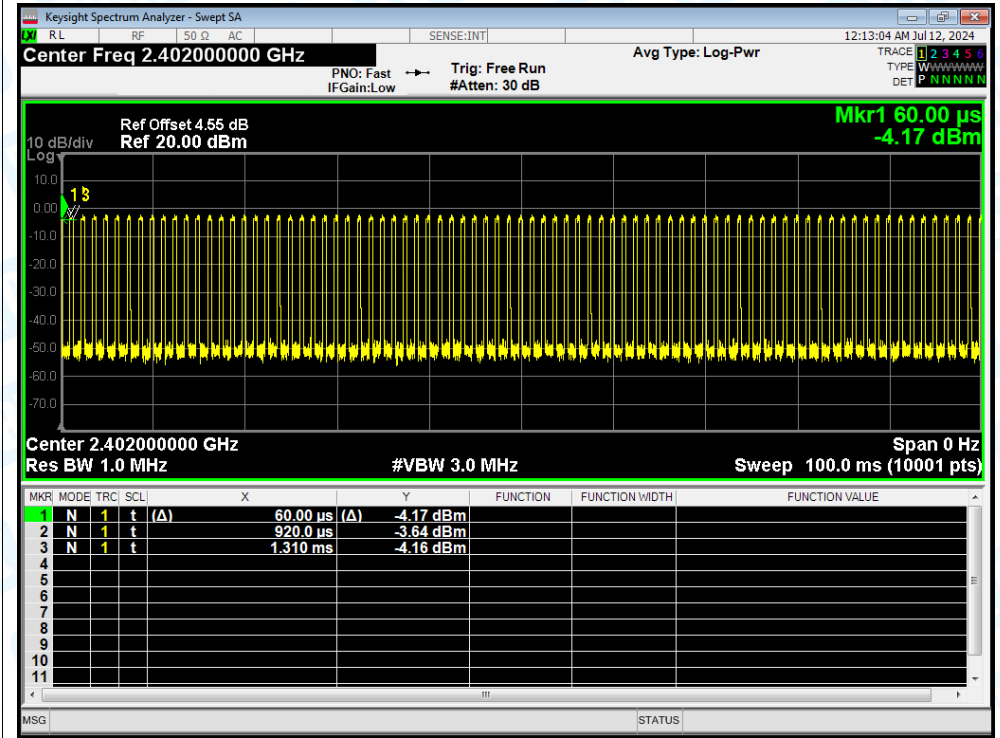 Keysight Spectrum Analyzer - Swept SA
LXI RL RF 50 Ω AC SENSE:INT 12:13:04 AM Jul 12, 2024
Center Freq 2.402000000 GHz Avg Type: Log-Pwr TRACE 1 2 3 4 5 6
PNO: Fast Trig: Free Run TYPE WWWWWW
IFGain:Low #Atten: 30 dB DET P N N N N N
Mkr1 60.00 µs
Ref Offset 4.55 dB
10 dB/div Ref 20.00 dBm -4.17 dBm
Log
10.0
1 3
0.00
-10.0
-20.0
-30.0
-40.0
-50.0
-60.0
-70.0
Center 2.402000000 GHz Span 0 Hz
Res BW 1.0 MHz #VBW 3.0 MHz Sweep 100.0 ms (10001 pts)
MKR MODE TRC SCL X Y FUNCTION FUNCTION WIDTH FUNCTION VALUE
1 N 1 t (Δ) 60.00 µs (Δ) -4.17 dBm
2 N 1 t 920.0 µs -3.64 dBm
3 N 1 t 1.310 ms -4.16 dBm
4
5
6
7
8
9
10
11
MSG STATUS